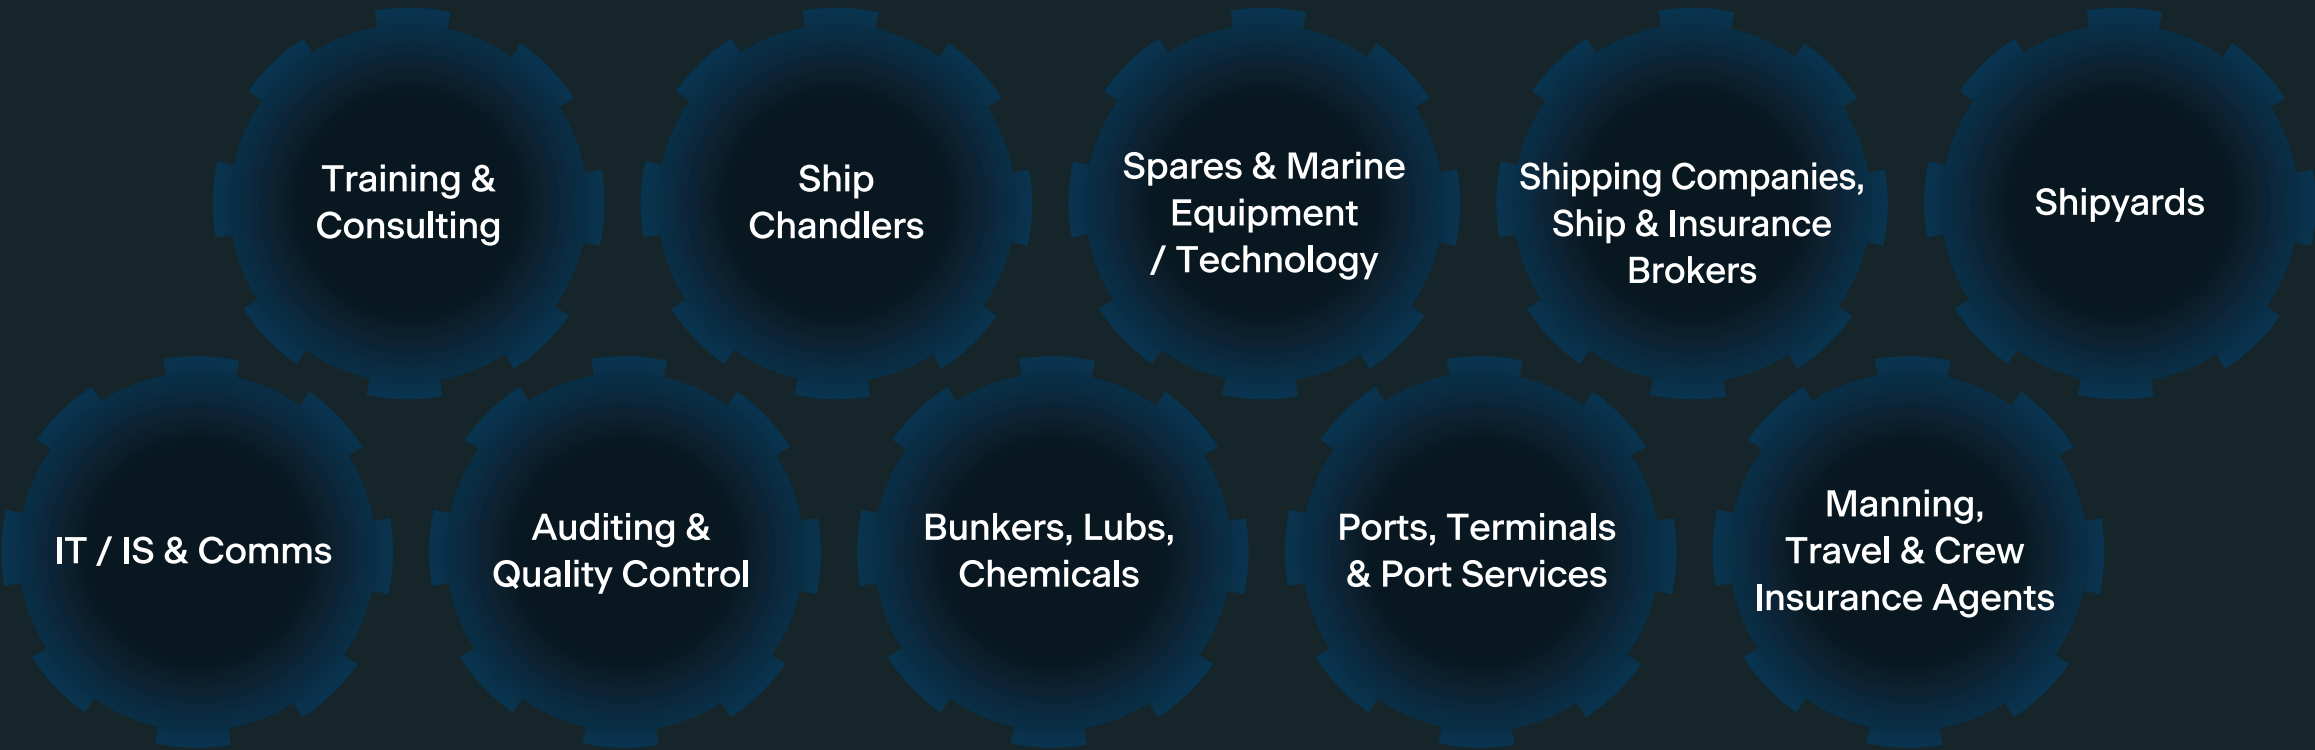 Training &
Consulting
Ship
Chandlers
Spares & Marine
Equipment
/ Technology
Shipping Companies,
Ship & Insurance
Brokers
Shipyards
IT / IS & Comms
Auditing &
Quality Control
Bunkers, Lubs,
Chemicals
Ports, Terminals
& Port Services
Manning,
Travel & Crew
Insurance Agents